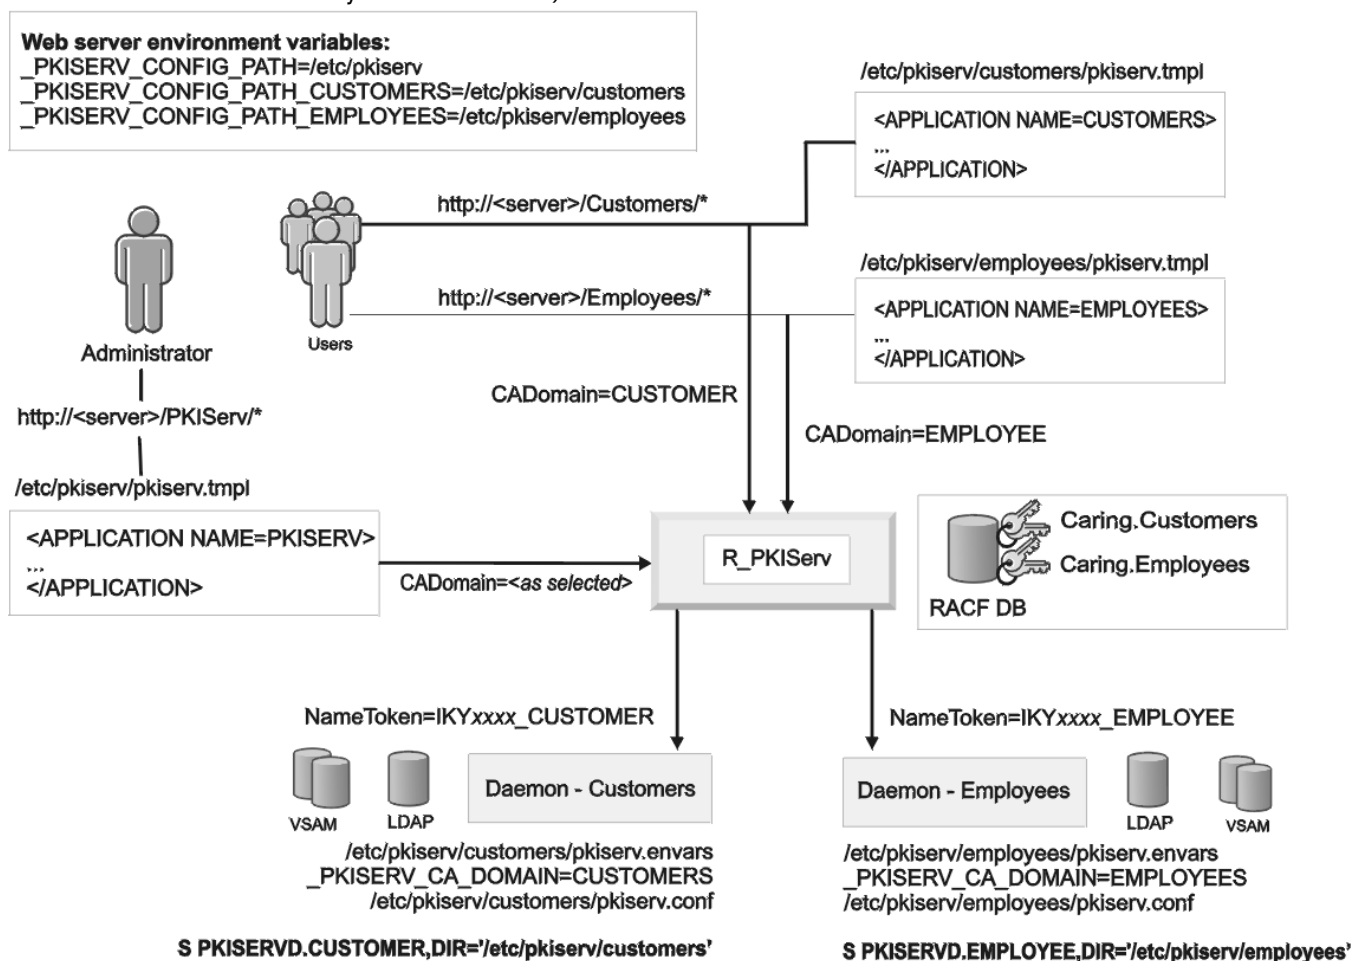 Web server environment variables:
_PKISERV_CONFIG_PATH=/etc/pkiserv
_PKISERV_CONFIG_PATH_CUSTOMERS=/etc/pkiserv/customers
_PKISERV_CONFIG_PATH_EMPLOYEES=/etc/pkiserv/employees
/etc/pkiserv/customers/pkiserv.tmpl
<APPLICATION NAME=CUSTOMERS>
...
</APPLICATION>
http://<server>/Customers/*
/etc/pkiserv/employees/pkiserv.tmpl
http://<server>/Employees/*
<APPLICATION NAME=EMPLOYEES>
...
</APPLICATION>
Users
Administrator
CADomain=CUSTOMER
http://<server>/PKIServ/*
CADomain=EMPLOYEE
/etc/pkiserv/pkiserv.tmpl
<APPLICATION NAME=PKISERV>
...
</APPLICATION>
CADomain=<as selected>
R_PKIServ
Caring.Customers
Caring.Employees
RACF DB
NameToken=IKYxxxx_CUSTOMER
NameToken=IKYxxxx_EMPLOYEE
VSAM
LDAP
Daemon - Customers
Daemon - Employees
LDAP
VSAM
/etc/pkiserv/customers/pkiserv.envars
_PKISERV_CA_DOMAIN=CUSTOMERS
/etc/pkiserv/customers/pkiserv.conf
/etc/pkiserv/employees/pkiserv.envars
_PKISERV_CA_DOMAIN=EMPLOYEES
/etc/pkiserv/employees/pkiserv.conf
S PKISERVD.CUSTOMER,DIR='/etc/pkiserv/customers'
S PKISERVD.EMPLOYEE,DIR='/etc/pkiserv/employees'